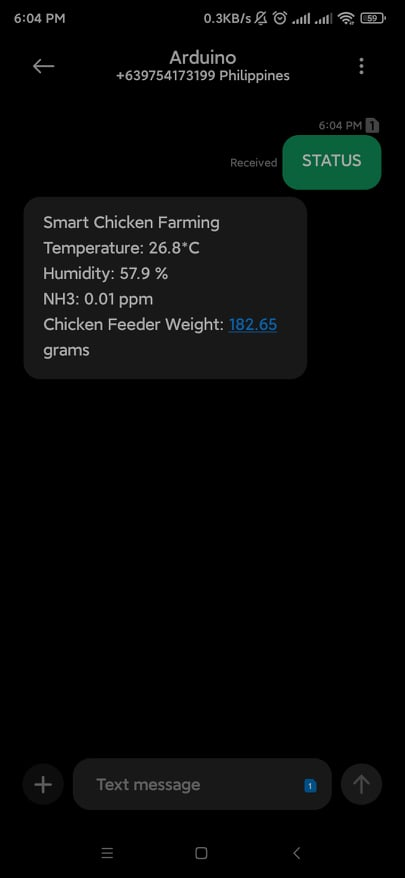 6:04 PM
0.3KB/s
59
Arduino
+639754173199 Philippines
6:04 PM 1
Received
STATUS
Smart Chicken Farming
Temperature: 26.8*C
Humidity: 57.9 %
NH3: 0.01 ppm
Chicken Feeder Weight: 182.65
grams
Text message
1